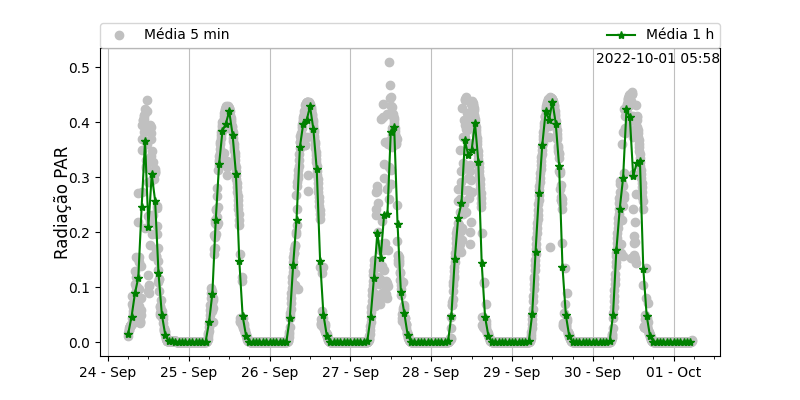 Média 5 min
Média 1 h
2022-10-01 05:58
Radiação PAR
0.5
0.4
0.3
0.2
0.1
0.0
24 - Sep
25 - Sep
26 - Sep
27 - Sep
28 - Sep
29 - Sep
30 - Sep
01 - Oct